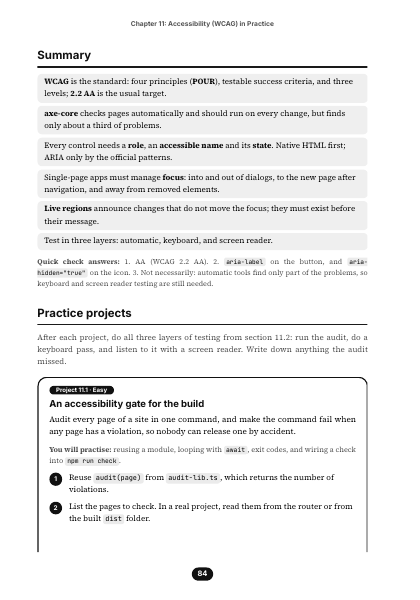 Chapter 11: Accessibility (WCAG) in Practice
Summary
WCAG is the standard: four principles (POUR), testable success criteria, and three
levels; 2.2 AA is the usual target.
axe-core checks pages automatically and should run on every change, but finds
only about a third of problems.
Every control needs a role, an accessible name and its state. Native HTML first;
ARIA only by the official patterns.
Single-page apps must manage focus: into and out of dialogs, to the new page after
navigation, and away from removed elements.
Live regions announce changes that do not move the focus; they must exist before
their message.
Test in three layers: automatic, keyboard, and screen reader.
Quick check answers: 1. AA (WCAG 2.2 AA). 2. aria-label on the button, and aria-
hidden="true" on the icon. 3. Not necessarily: automatic tools find only part of the problems, so
keyboard and screen reader testing are still needed.
Practice projects
After each project, do all three layers of testing from section 11.2: run the audit, do a
keyboard pass, and listen to it with a screen reader. Write down anything the audit
missed.
Project 11.1 · Easy
An accessibility gate for the build
Audit every page of a site in one command, and make the command fail when
any page has a violation, so nobody can release one by accident.
You will practise: reusing a module, looping with await, exit codes, and wiring a check
into npm run check.
1 Reuse audit(page) from audit-lib.ts, which returns the number of
violations.
2 List the pages to check. In a real project, read them from the router or from
the built dist folder.
84